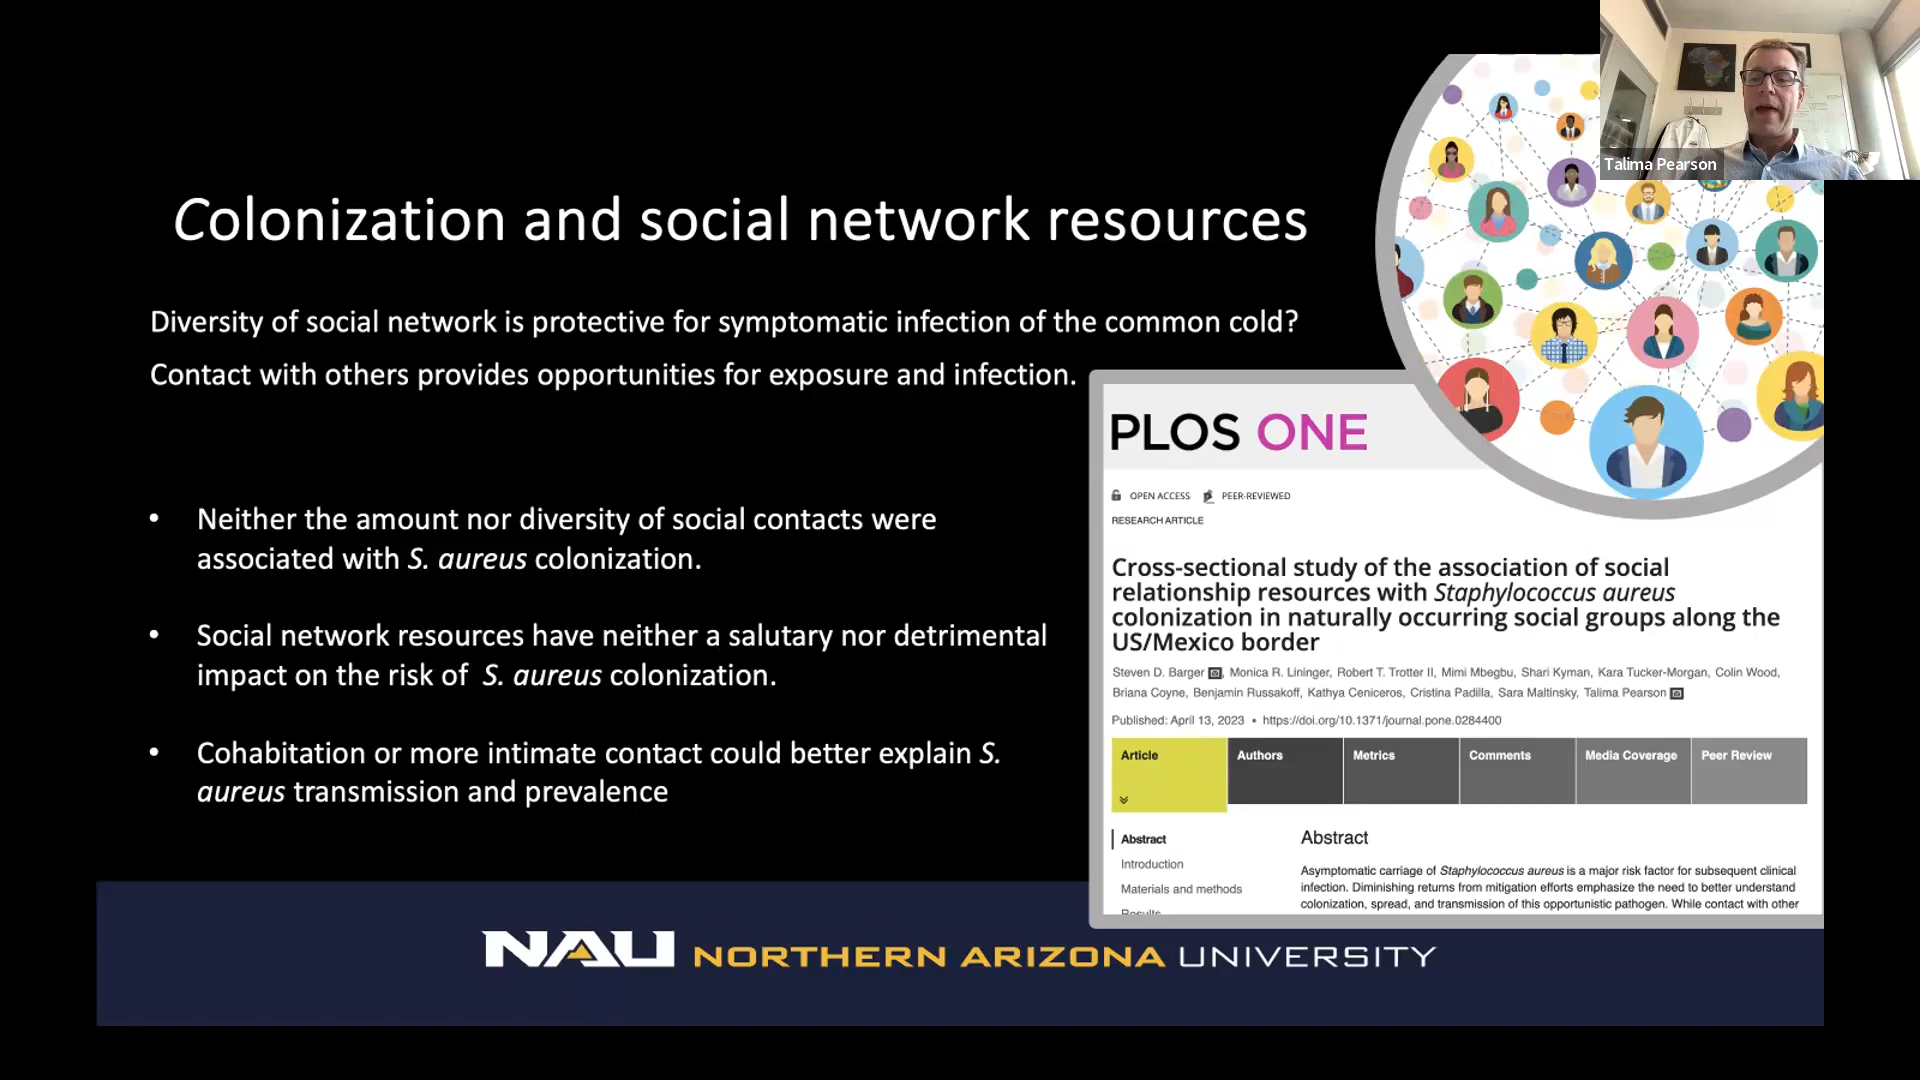 Talima Pearson
Colonization and social network resources
Diversity of social network is protective for symptomatic infection of the common cold?
Contact with others provides opportunities for exposure and infection.
• Neither the amount nor diversity of social contacts were
associated with S. aureus colonization.
• Social network resources have neither a salutary nor detrimental
impact on the risk of S. aureus colonization.
• Cohabitation or more intimate contact could better explain S.
aureus transmission and prevalence
PLOS ONE
OPEN ACCESS PEER-REVIEWED
RESEARCH ARTICLE
Cross-sectional study of the association of social
relationship resources with Staphylococcus aureus
colonization in naturally occurring social groups along the
US/Mexico border
Steven D. Barger, Monica R. Lininger, Robert T. Trotter II, Mimi Mbegbu, Shari Kyman, Kara Tucker-Morgan, Colin Wood,
Briana Coyne, Benjamin Russakoff, Kathya Ceniceros, Cristina Padilla, Sara Maltinsky, Talima Pearson
Published: April 13, 2023 • https://doi.org/10.1371/journal.pone.0284400
Article Authors Metrics Comments Media Coverage Peer Review
Abstract
Introduction
Materials and methods
Results
Abstract
Asymptomatic carriage of Staphylococcus aureus is a major risk factor for subsequent clinical
infection. Diminishing returns from mitigation efforts emphasize the need to better understand
colonization, spread, and transmission of this opportunistic pathogen. While contact with other
NAU NORTHERN ARIZONA UNIVERSITY